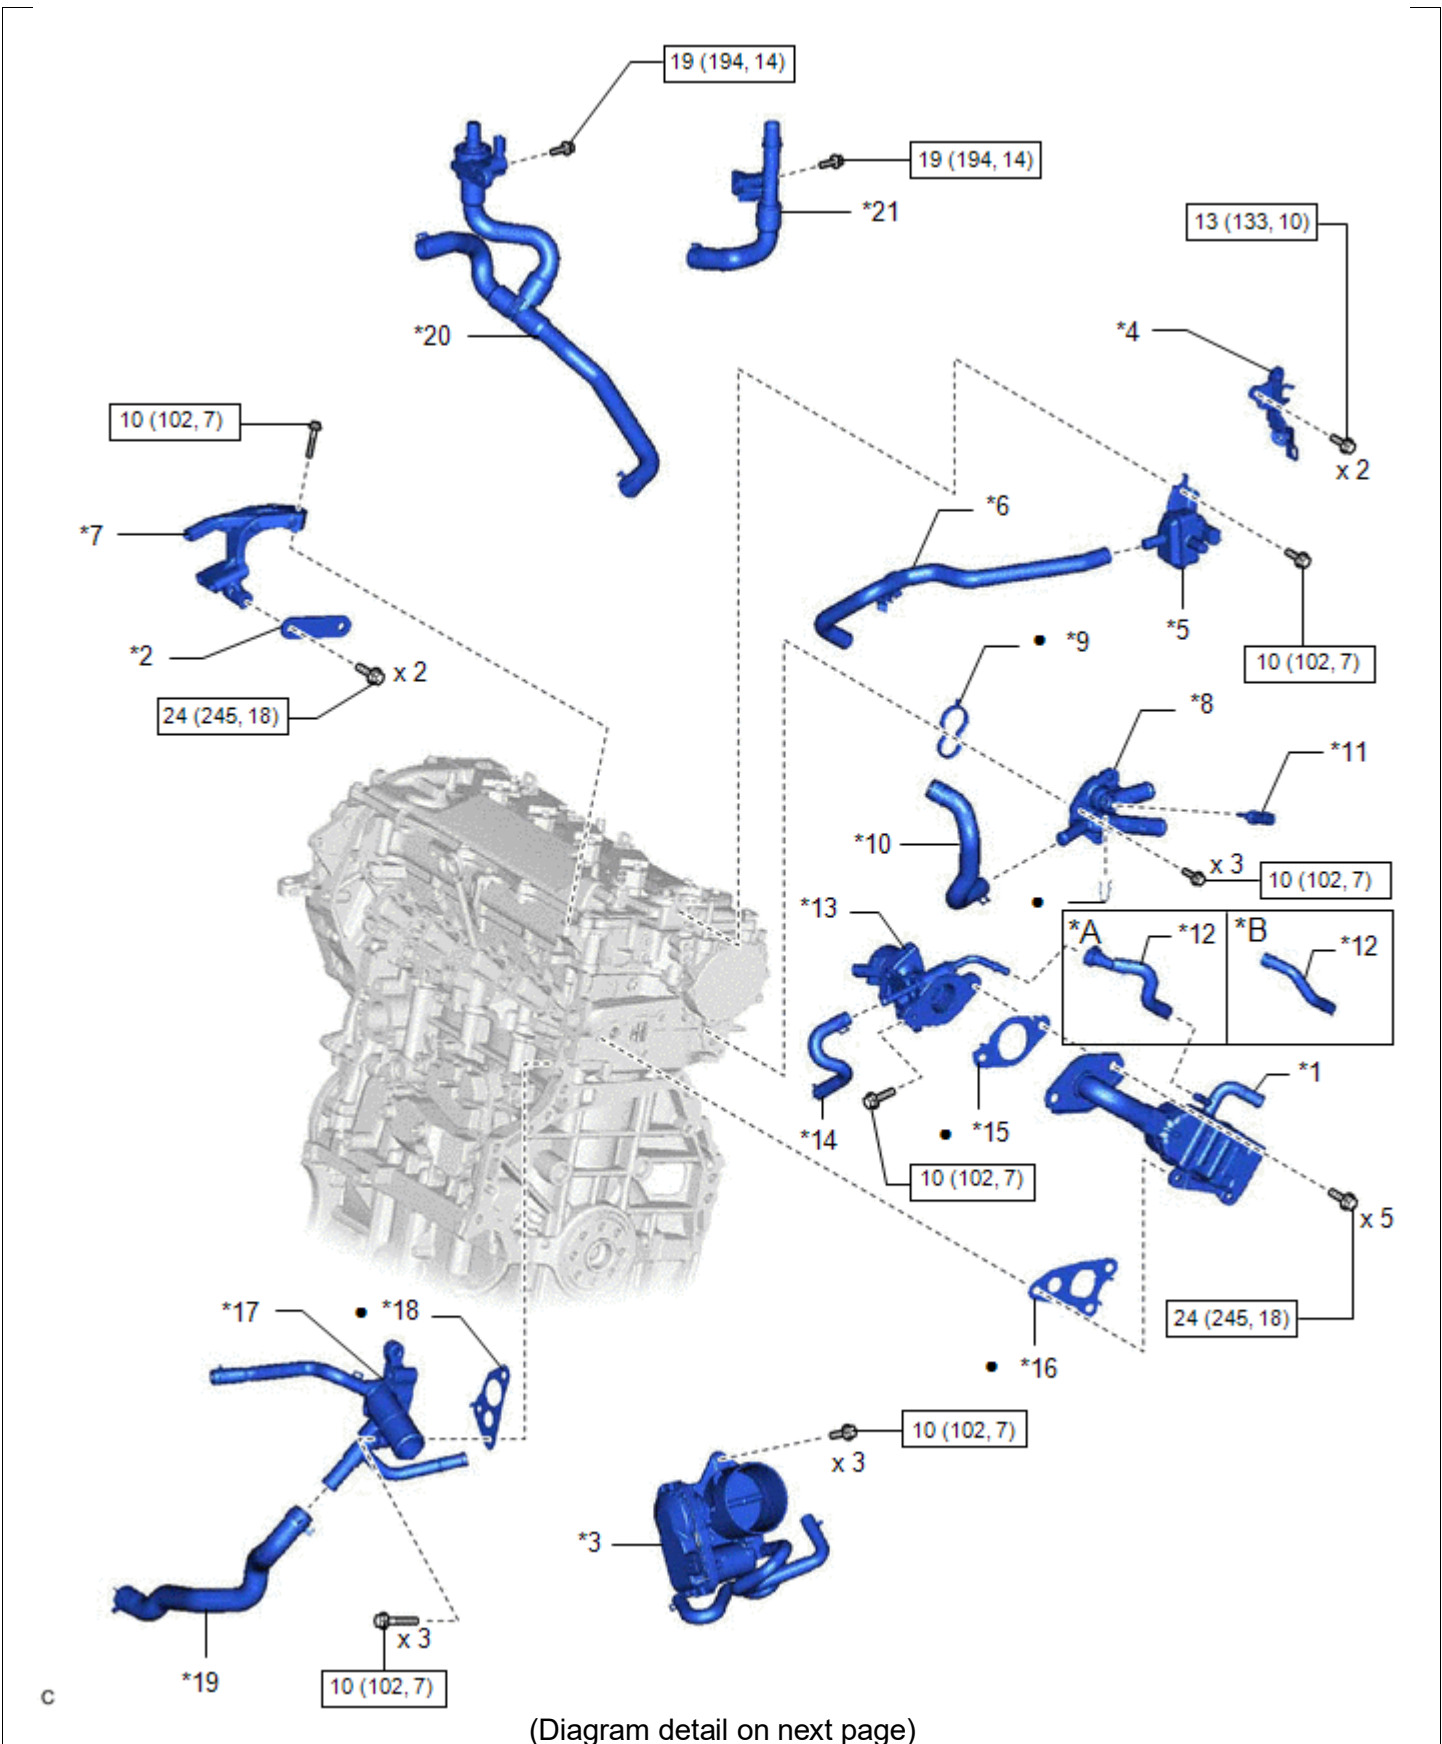 19 (194, 14)
19 (194, 14)
*21
13 (133, 10)
*20
*4
10 (102, 7)
x 2
*7
*6
*5
*2
x 2
*9
10 (102, 7)
24 (245, 18)
*8
*11
*10
x 3
10 (102, 7)
*13
*A
*12
*B
*12
*1
*14
*15
10 (102, 7)
x 5
*17
*18
24 (245, 18)
*16
10 (102, 7)
x 3
*3
x 3
*19
10 (102, 7)
c
(Diagram detail on next page)